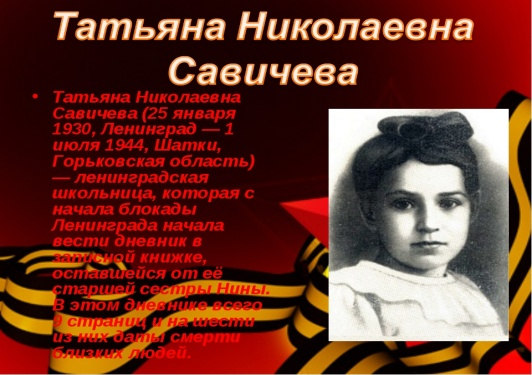 Татьяна Николаевна
Савичева
• Татьяна Николаевна
Савичева (25 января
1930, Ленинград — 1
июля 1944, Шатки,
Горьковская область)
— ленинградская
школьница, которая с
начала блокады
Ленинграда начала
вести дневник в
записной книжке,
оставшейся от её
старшей сестры Нины.
В этом дневнике всего
9 страниц и на шести
из них даты смерти
близких людей.